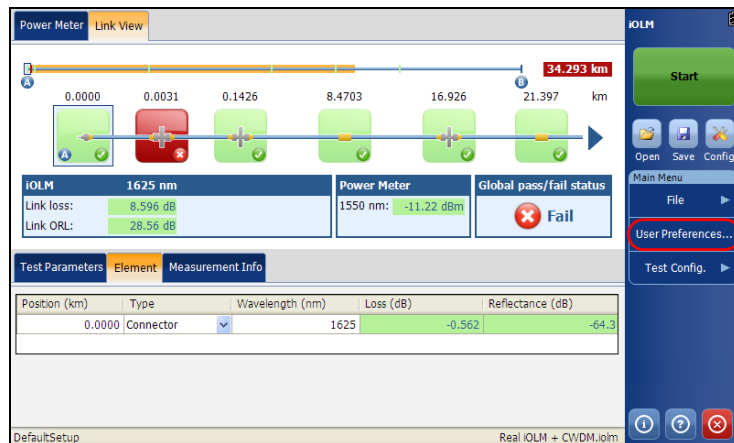 Power Meter Link View
iOLM
34.293 km
A B
0.0000 0.0031 0.1426 8.4703 16.926 21.397 km
A
Start
Open Save Config
Main Menu
File
User Preferences...
Test Config.
iOLM 1625 nm
Link loss: 8.596 dB
Link ORL: 28.56 dB
Power Meter
1550 nm: -11.22 dBm
Global pass/fail status
Fail
Test Parameters Element Measurement Info
Position (km) Type Wavelength (nm) Loss (dB) Reflectance (dB)
0.0000 Connector 1625 -0.562 -64.3
DefaultSetup Real iOLM + CWDM.iolm